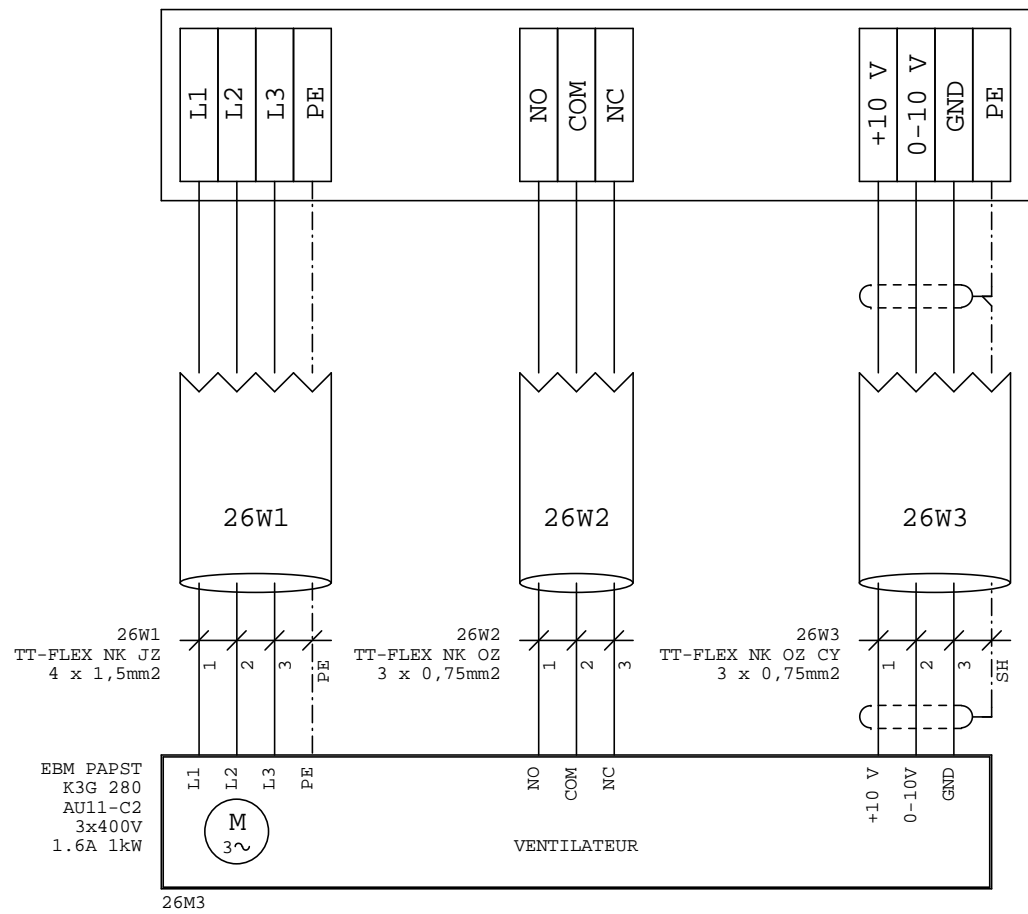 L1
L2
L3
PE
NO
COM
NC
+10 V
0-10 V
GND
PE
26W1
26W2
26W3
26W1
TT-FLEX NK JZ
4 x 1,5mm2
1
2
3
PE
26W2
TT-FLEX NK OZ
3 x 0,75mm2
1
2
3
26W3
TT-FLEX NK OZ CY
3 x 0,75mm2
1
2
3
SH
EBM PAPST
K3G 280
AU11-C2
3x400V
1.6A 1kW
L1
L2
L3
PE
NO
COM
NC
+10 V
0-10V
GND
M
3~
VENTILATEUR
26M3